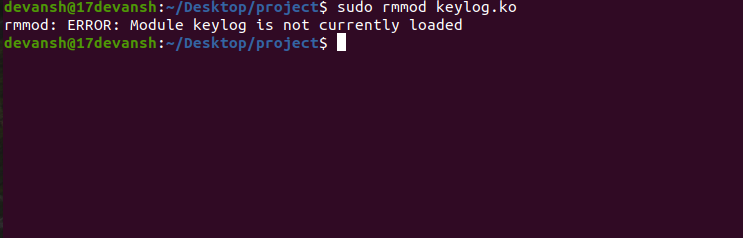 devansh@17devansh:~/Desktop/project$ sudo rmmod keylog.ko
rmmod: ERROR: Module keylog is not currently loaded
devansh@17devansh:~/Desktop/project$